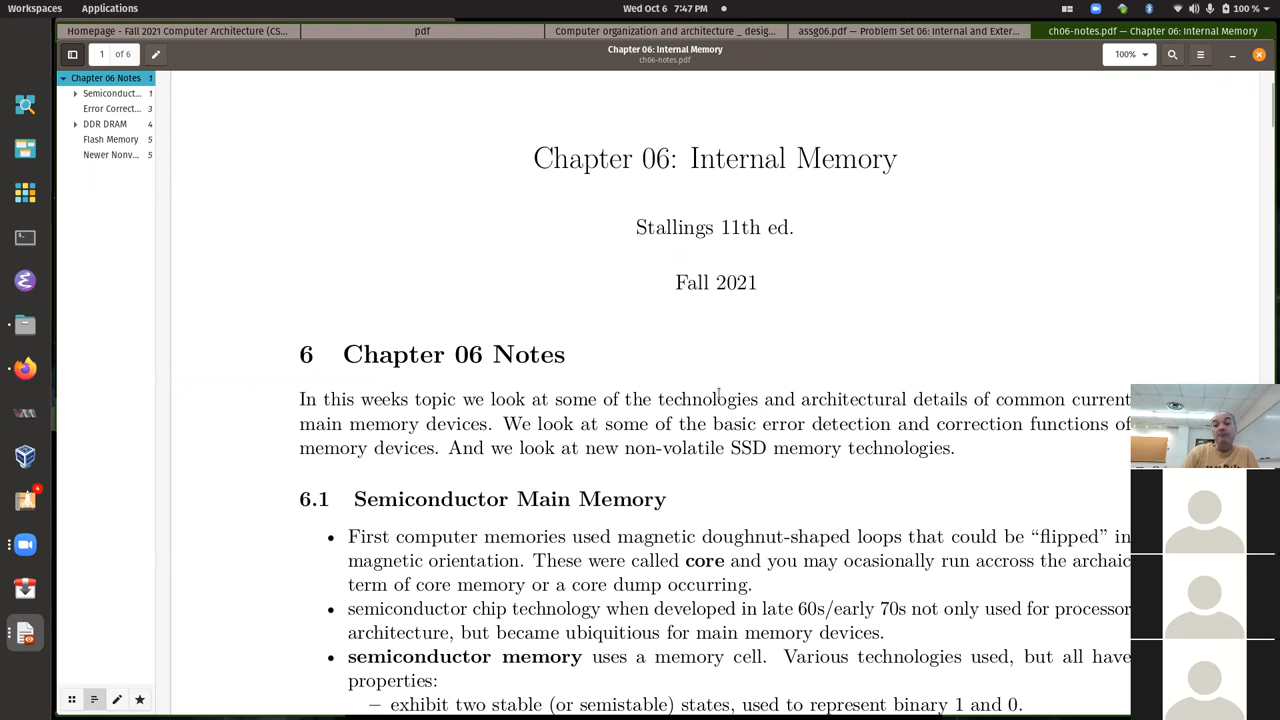 Workspaces Applications Wed Oct 6 7:47 PM 100 %
Homepage - Fall 2021 Computer Architecture (CS... pdf Computor organization and architecture _ desig... assg06.pdf — Problem Set 06: Internal and Exter... ch06-notes.pdf — Chapter 06: Internal Memory
1 of 6 Chapter 06: Internal Memory 100%
ch06-notes.pdf
Chapter 06 Notes 1
Semiconduct... 1
Error Correct... 3
DDR DRAM 4
Flash Memory 5
Newer Nonv... 5
Chapter 06: Internal Memory
Stallings 11th ed.
Fall 2021
6 Chapter 06 Notes
In this weeks topic we look at some of the technologies and architectural details of common current
main memory devices. We look at some of the basic error detection and correction functions of
memory devices. And we look at new non-volatile SSD memory technologies.
6.1 Semiconductor Main Memory
• First computer memories used magnetic doughnut-shaped loops that could be “flipped” in
magnetic orientation. These were called core and you may ocasionally run accross the archaic
term of core memory or a core dump occurring.
• semiconductor chip technology when developed in late 60s/early 70s not only used for processor
architecture, but became ubiquitious for main memory devices.
• semiconductor memory uses a memory cell. Various technologies used, but all have
properties:
– exhibit two stable (or semistable) states, used to represent binary 1 and 0.
4